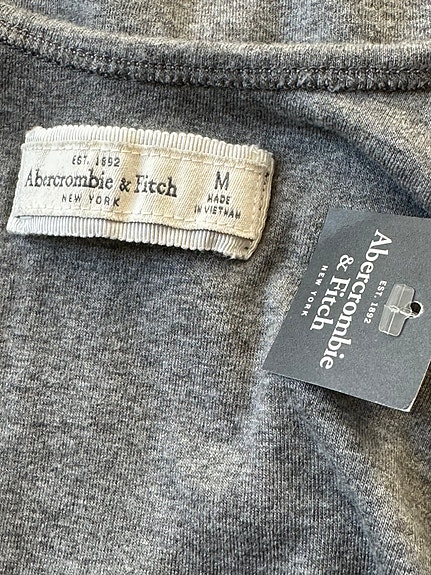 EST. 1892
Abercrombie & Fitch
NEW YORK
M
MADE
IN VIETNAM
Abercrombie
& Fitch
NEW YORK
EST. 1892